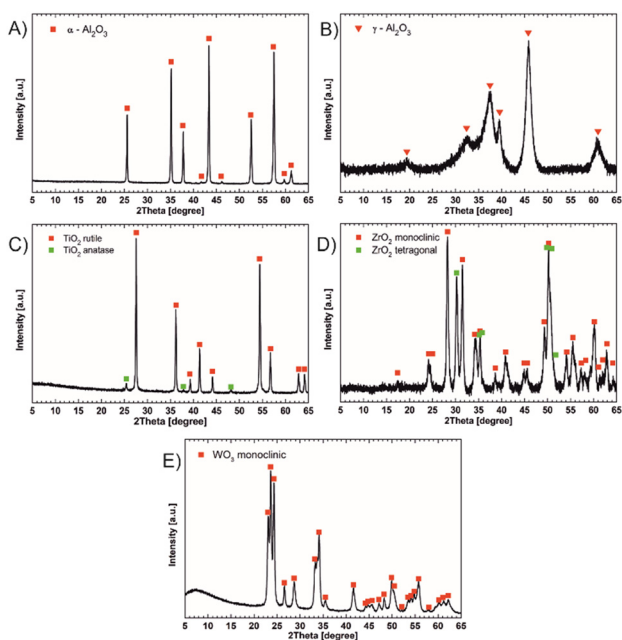 A)
α - Al₂O₃
Intensity [a.u.]
5 10 15 20 25 30 35 40 45 50 55 60 65
2Theta [degree]
B)
γ - Al₂O₃
Intensity [a.u.]
5 10 15 20 25 30 35 40 45 50 55 60 65
2Theta [degree]
C)
TiO₂ rutile
TiO₂ anatase
Intensity [a.u.]
5 10 15 20 25 30 35 40 45 50 55 60 65
2Theta [degree]
D)
ZrO₂ monoclinic
ZrO₂ tetragonal
Intensity [a.u.]
5 10 15 20 25 30 35 40 45 50 55 60 65
2Theta [degree]
E)
WO₃ monoclinic
Intensity [a.u.]
5 10 15 20 25 30 35 40 45 50 55 60 65
2Theta [degree]